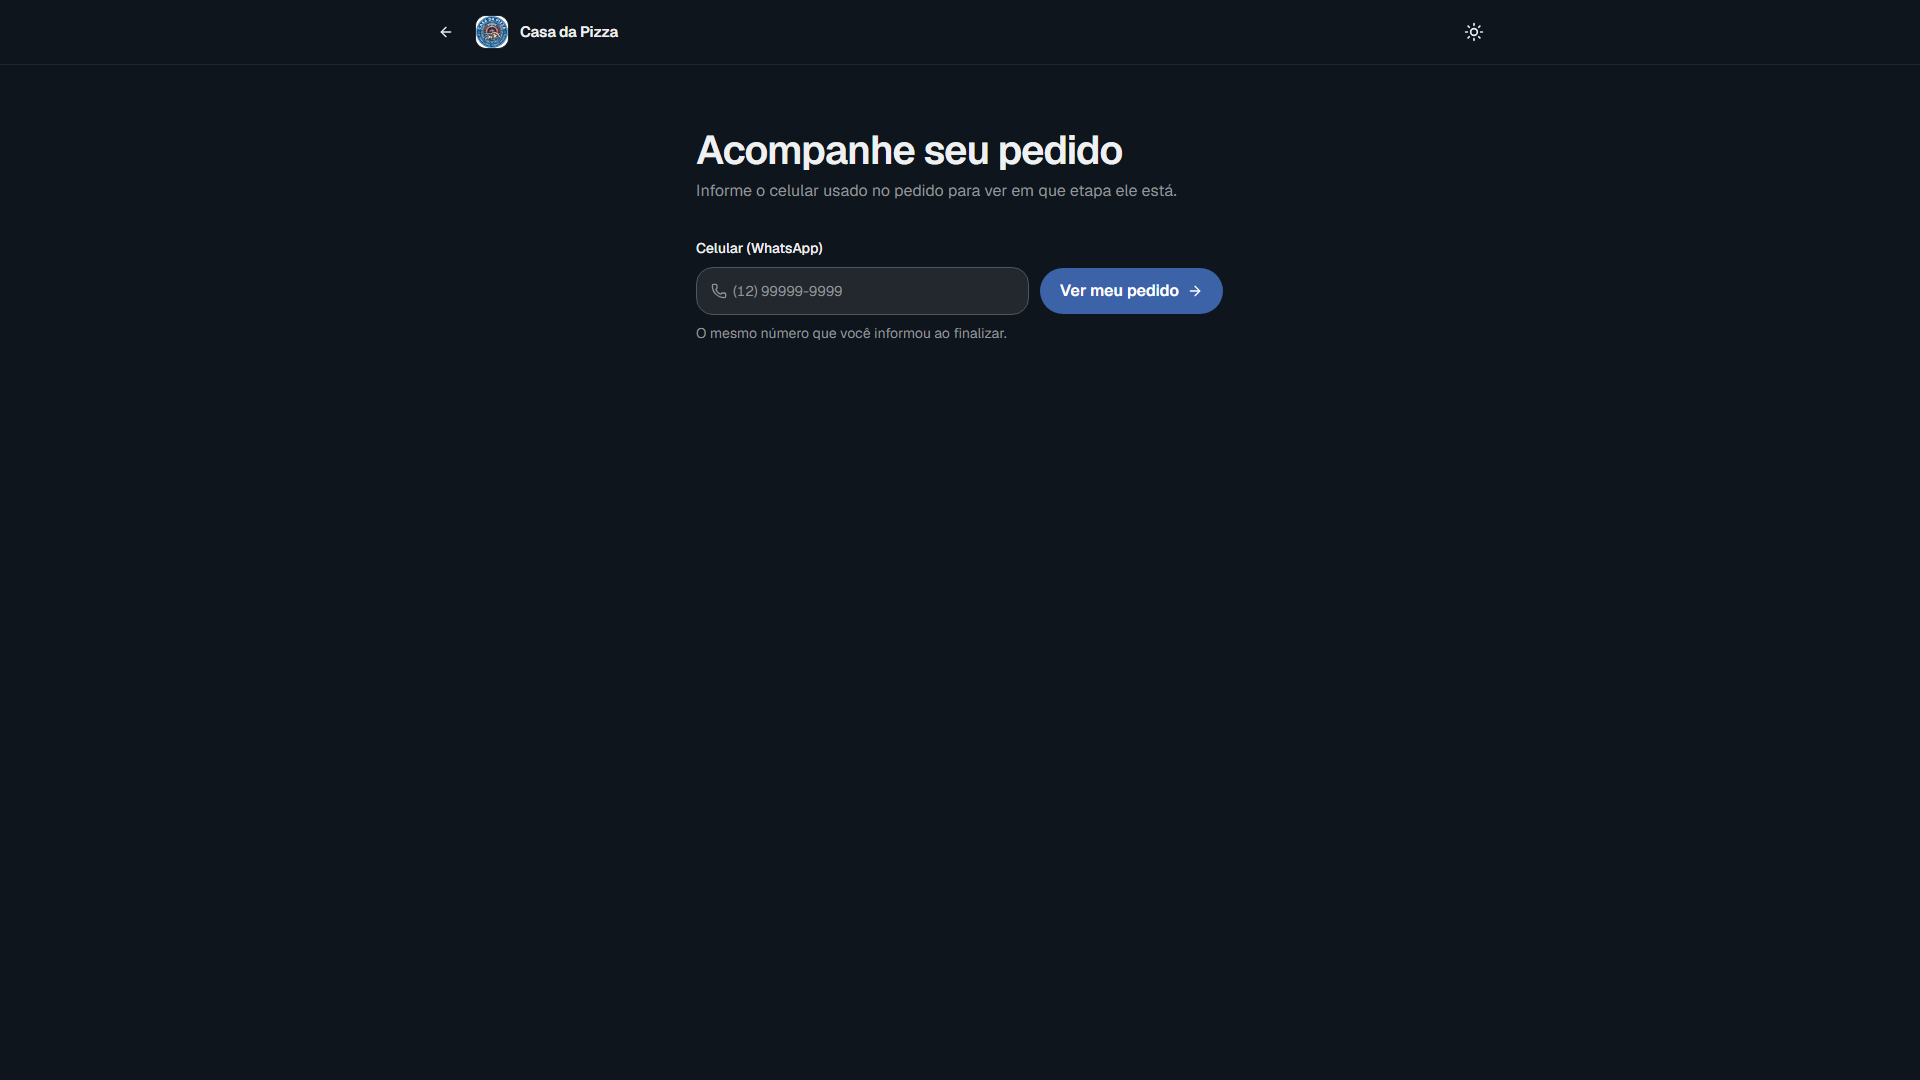 Casa da Pizza
Acompanhe seu pedido
Informe o celular usado no pedido para ver em que etapa ele está.
Celular (WhatsApp)
(12) 99999-9999
Ver meu pedido
O mesmo número que você informou ao finalizar.